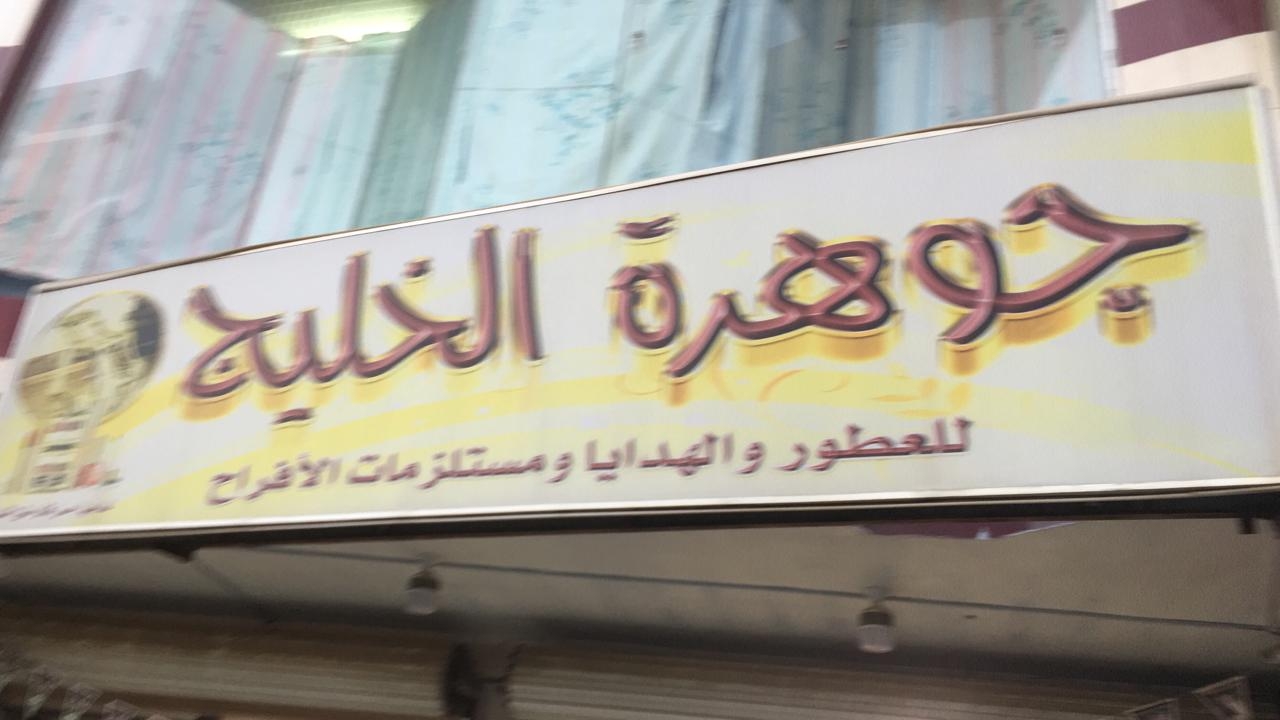 جوهرة الخليج
للعطور والهدايا ومستلزمات الأفراح